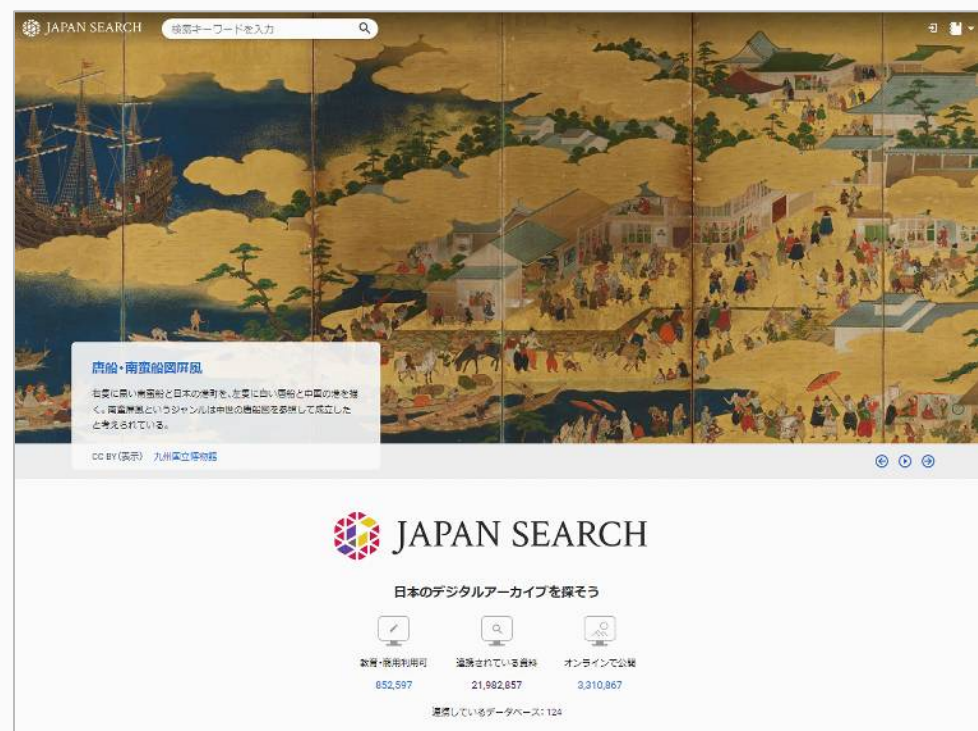 JAPAN SEARCH
検索キーワードを入力
唐船・南蛮船図屏風
右隻に黒い南蛮船と日本の港町を、左隻に白い唐船と中国の港を描
く。南蛮屏風というジャンルは中世の唐船図を参照して成立した
と考えられている。
CC BY（表示） 九州国立博物館
JAPAN SEARCH
日本のデジタルアーカイブを探そう
教育・商用利用可 連携されている資料 オンラインで公開
852,597 21,982,857 3,310,867
連携しているデータベース：124